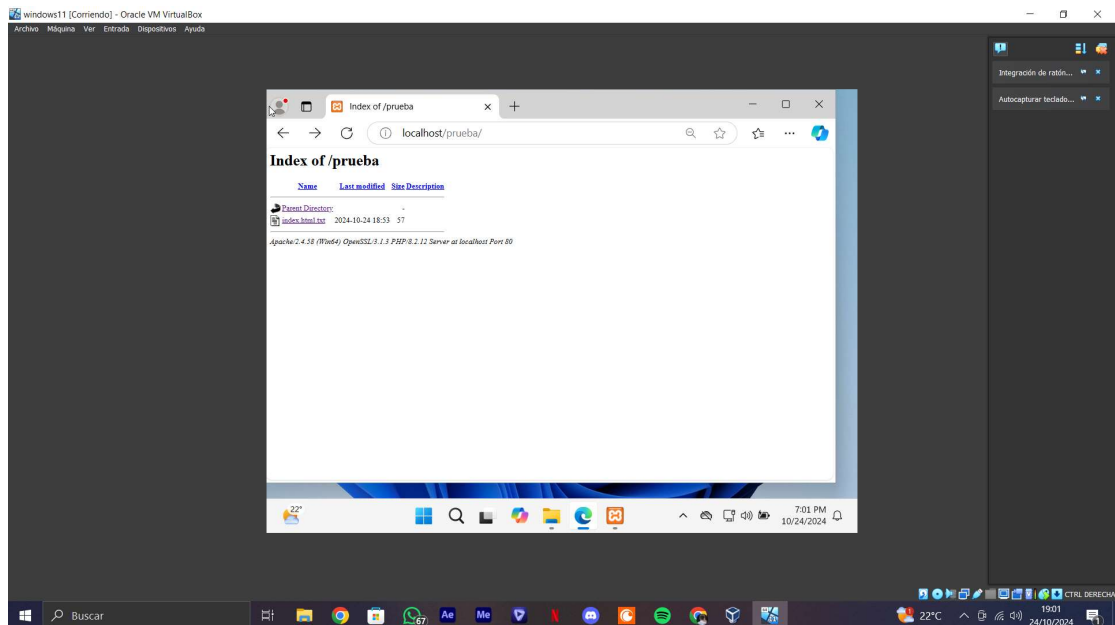 windows11 [Corriendo] - Oracle VM VirtualBox
Archivo Máquina Ver Entrada Dispositivos Ayuda
Integración de ratón...
Autocapturar teclado...
Index of /prueba
localhost/prueba/
Index of /prueba
Name Last modified Size Description
Parent Directory -
index.html.txt 2024-10-24 18:53 57
Apache/2.4.58 (Win64) OpenSSL/3.1.3 PHP/8.2.12 Server at localhost Port 80
22°
7:01 PM
10/24/2024
CTRL DERECHA
Buscar
67
Ae
Me
22°C
19:01
24/10/2024